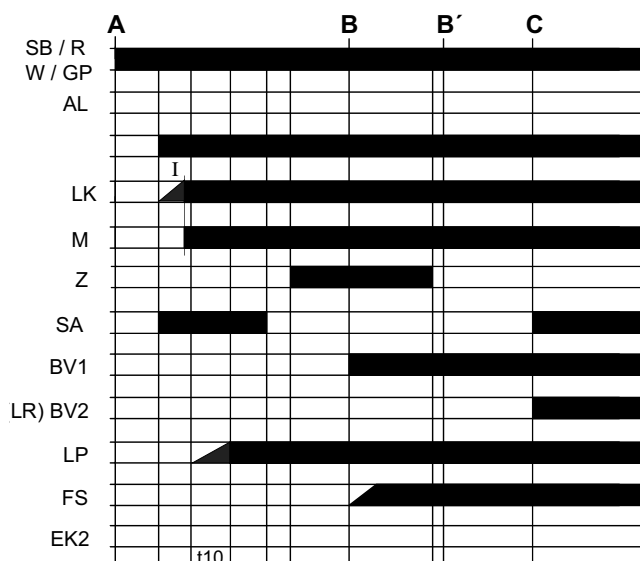 A B B´ C
SB / R
W / GP
AL
I
LK
M
Z
SA
BV1
LR) BV2
LP
FS
EK2
t10